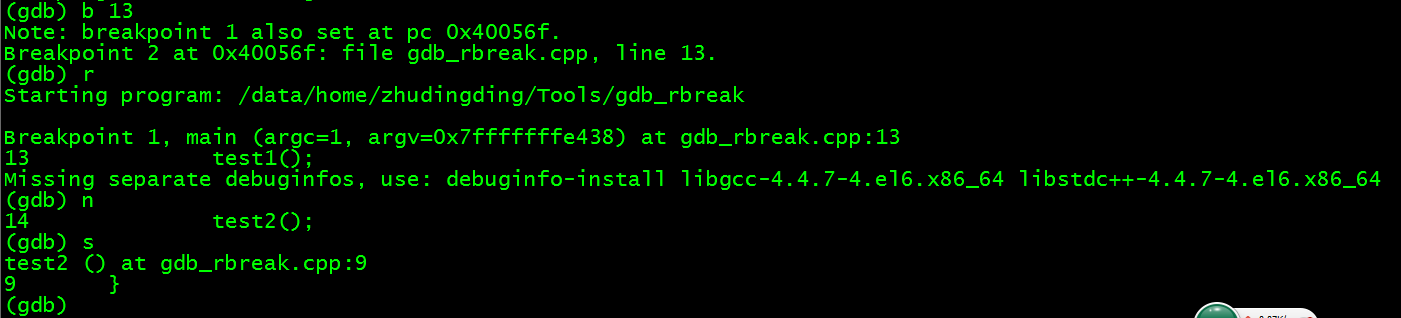 (gdb) b 13
Note: breakpoint 1 also set at pc 0x40056f.
Breakpoint 2 at 0x40056f: file gdb_rbreak.cpp, line 13.
(gdb) r
Starting program: /data/home/zhudingding/Tools/gdb_rbreak
Breakpoint 1, main (argc=1, argv=0x7fffffffe438) at gdb_rbreak.cpp:13
13 test1();
Missing separate debuginfos, use: debuginfo-install libgcc-4.4.7-4.el6.x86_64 libstdc++-4.4.7-4.el6.x86_64
(gdb) n
14 test2();
(gdb) s
test2 () at gdb_rbreak.cpp:9
9 }
(gdb)